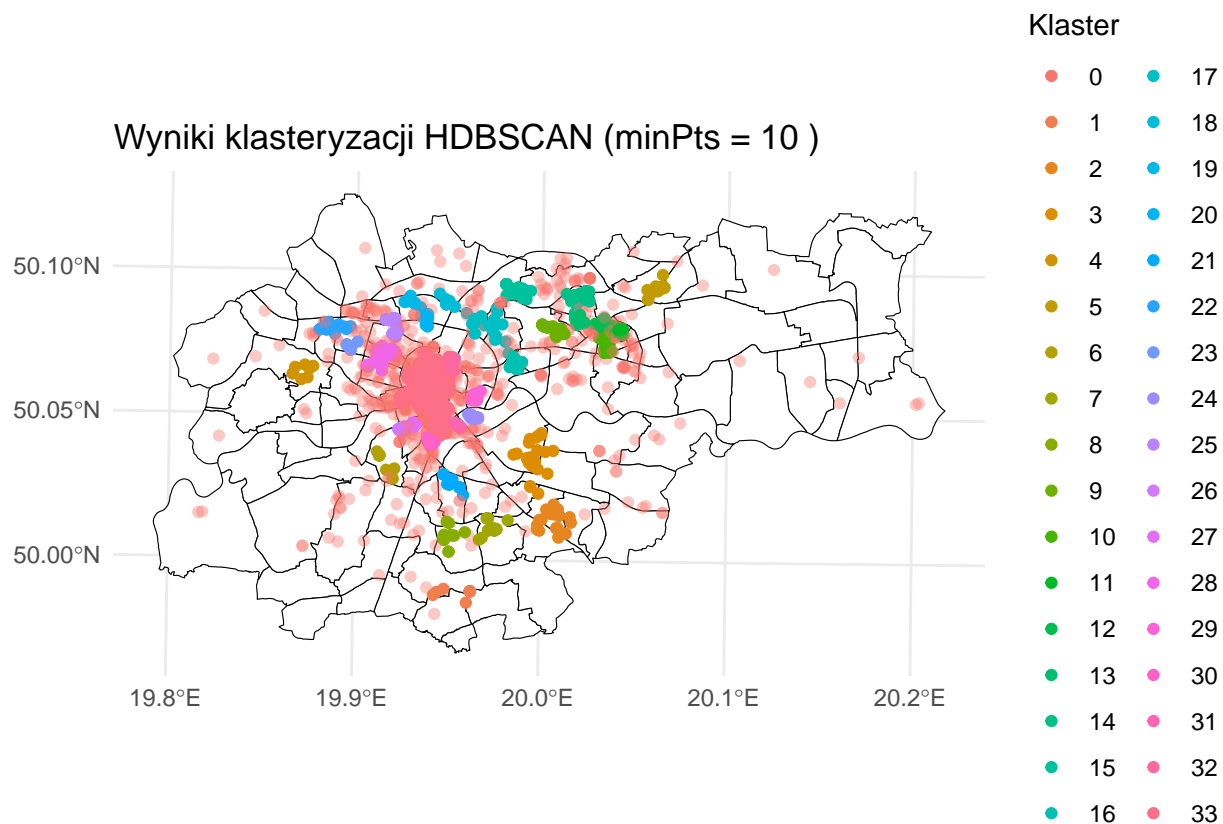 Klaster
Wyniki klasteryzacji HDBSCAN (minPts = 10 )
50.10°N
50.05°N
50.00°N
19.8°E 19.9°E 20.0°E 20.1°E 20.2°E
0 17
1 18
2 19
3 20
4 21
5 22
6 23
7 24
8 25
9 26
10 27
11 28
12 29
13 30
14 31
15 32
16 33